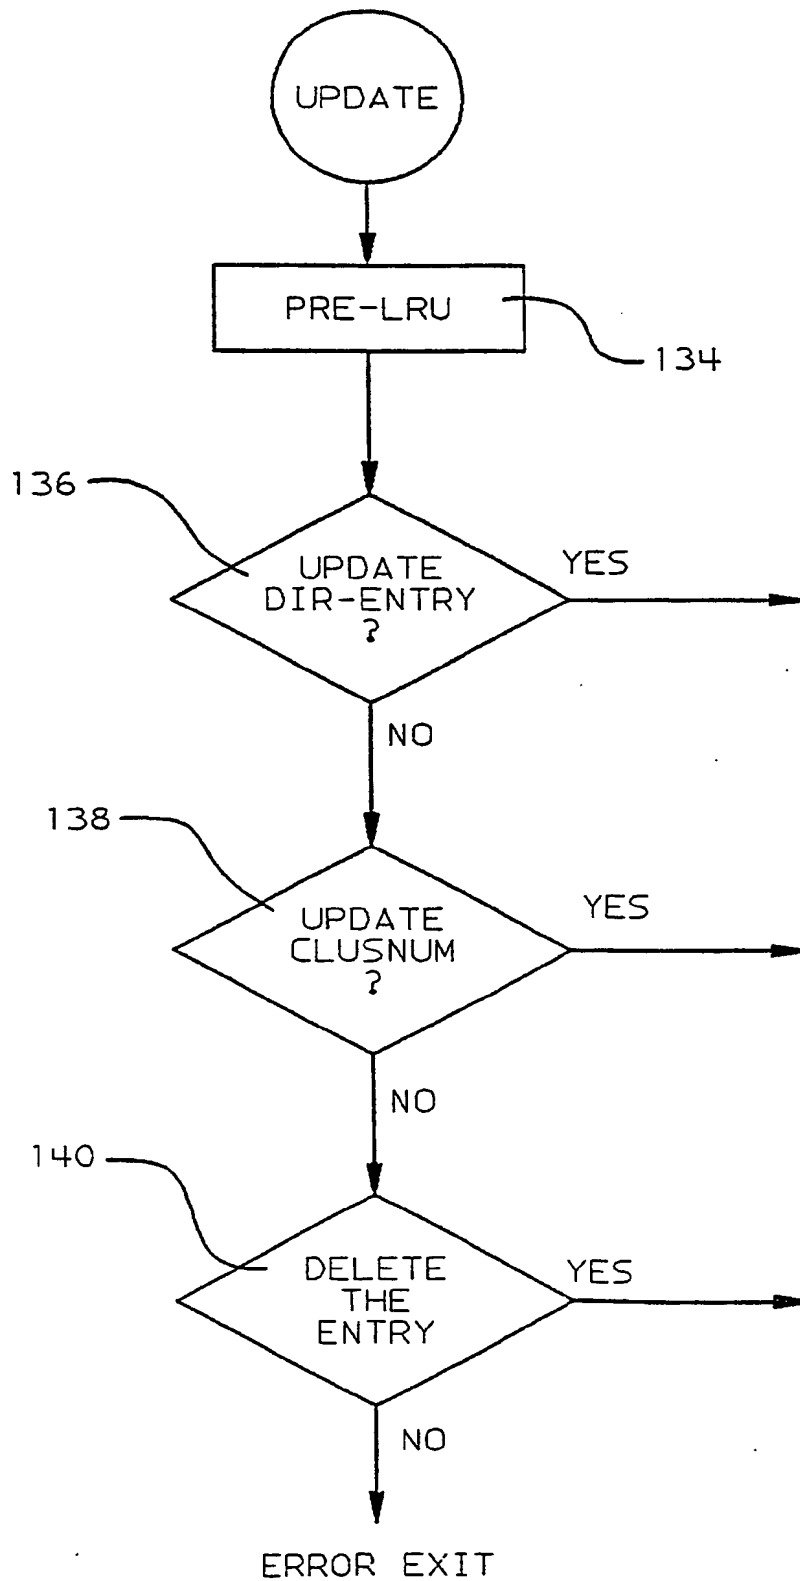 UPDATE
PRE-LRU
134
136
UPDATE
DIR-ENTRY
?
YES
NO
138
UPDATE
CLUSNUM
?
YES
NO
140
DELETE
THE
ENTRY
YES
NO
ERROR EXIT